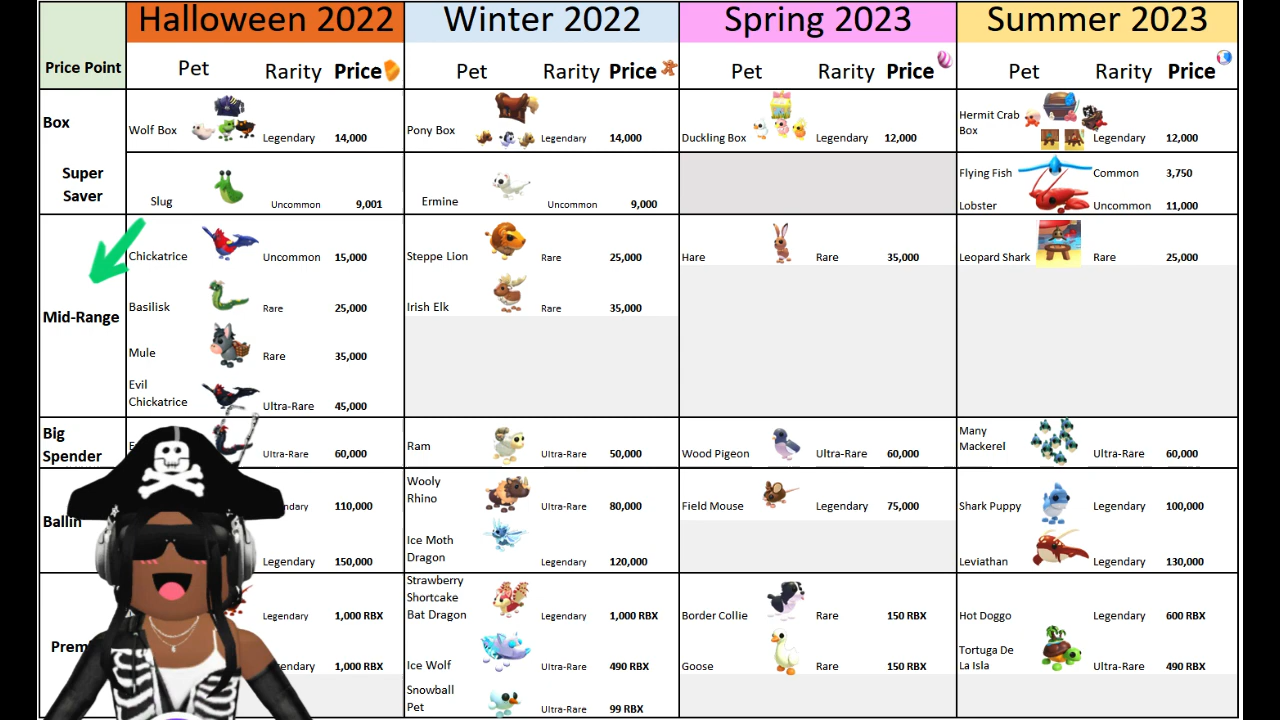 Halloween 2022 Winter 2022 Spring 2023 Summer 2023
Price Point Pet Rarity Price Pet Rarity Price Pet Rarity Price Pet Rarity Price
Box Wolf Box Legendary 14,000 Pony Box Legendary 14,000 Duckling Box Legendary 12,000 Hermit Crab Box Legendary 12,000
Super Saver Slug Uncommon 9,001 Ermine Uncommon 9,000 Flying Fish Common 3,750
Lobster Uncommon 11,000
Mid-Range Chickatrice Uncommon 15,000 Steppe Lion Rare 25,000 Hare Rare 35,000 Leopard Shark Rare 25,000
Basilisk Rare 25,000 Irish Elk Rare 35,000
Mule Rare 35,000
Evil Chickatrice Ultra-Rare 45,000
Big Spender Ultra-Rare 60,000 Ram Ultra-Rare 50,000 Wood Pigeon Ultra-Rare 60,000 Many Mackerel Ultra-Rare 60,000
Ballin 110,000 Wooly Rhino Ultra-Rare 80,000 Field Mouse Legendary 75,000 Shark Puppy Legendary 100,000
Legendary 150,000 Ice Moth Dragon Legendary 120,000 Leviathan Legendary 130,000
Legendary 1,000 RBX Strawberry Shortcake Bat Dragon Legendary 1,000 RBX Border Collie Rare 150 RBX Hot Doggo Legendary 600 RBX
1,000 RBX Ice Wolf Ultra-Rare 490 RBX Goose Rare 150 RBX Tortuga De La Isla Ultra-Rare 490 RBX
Snowball Pet Ultra-Rare 99 RBX